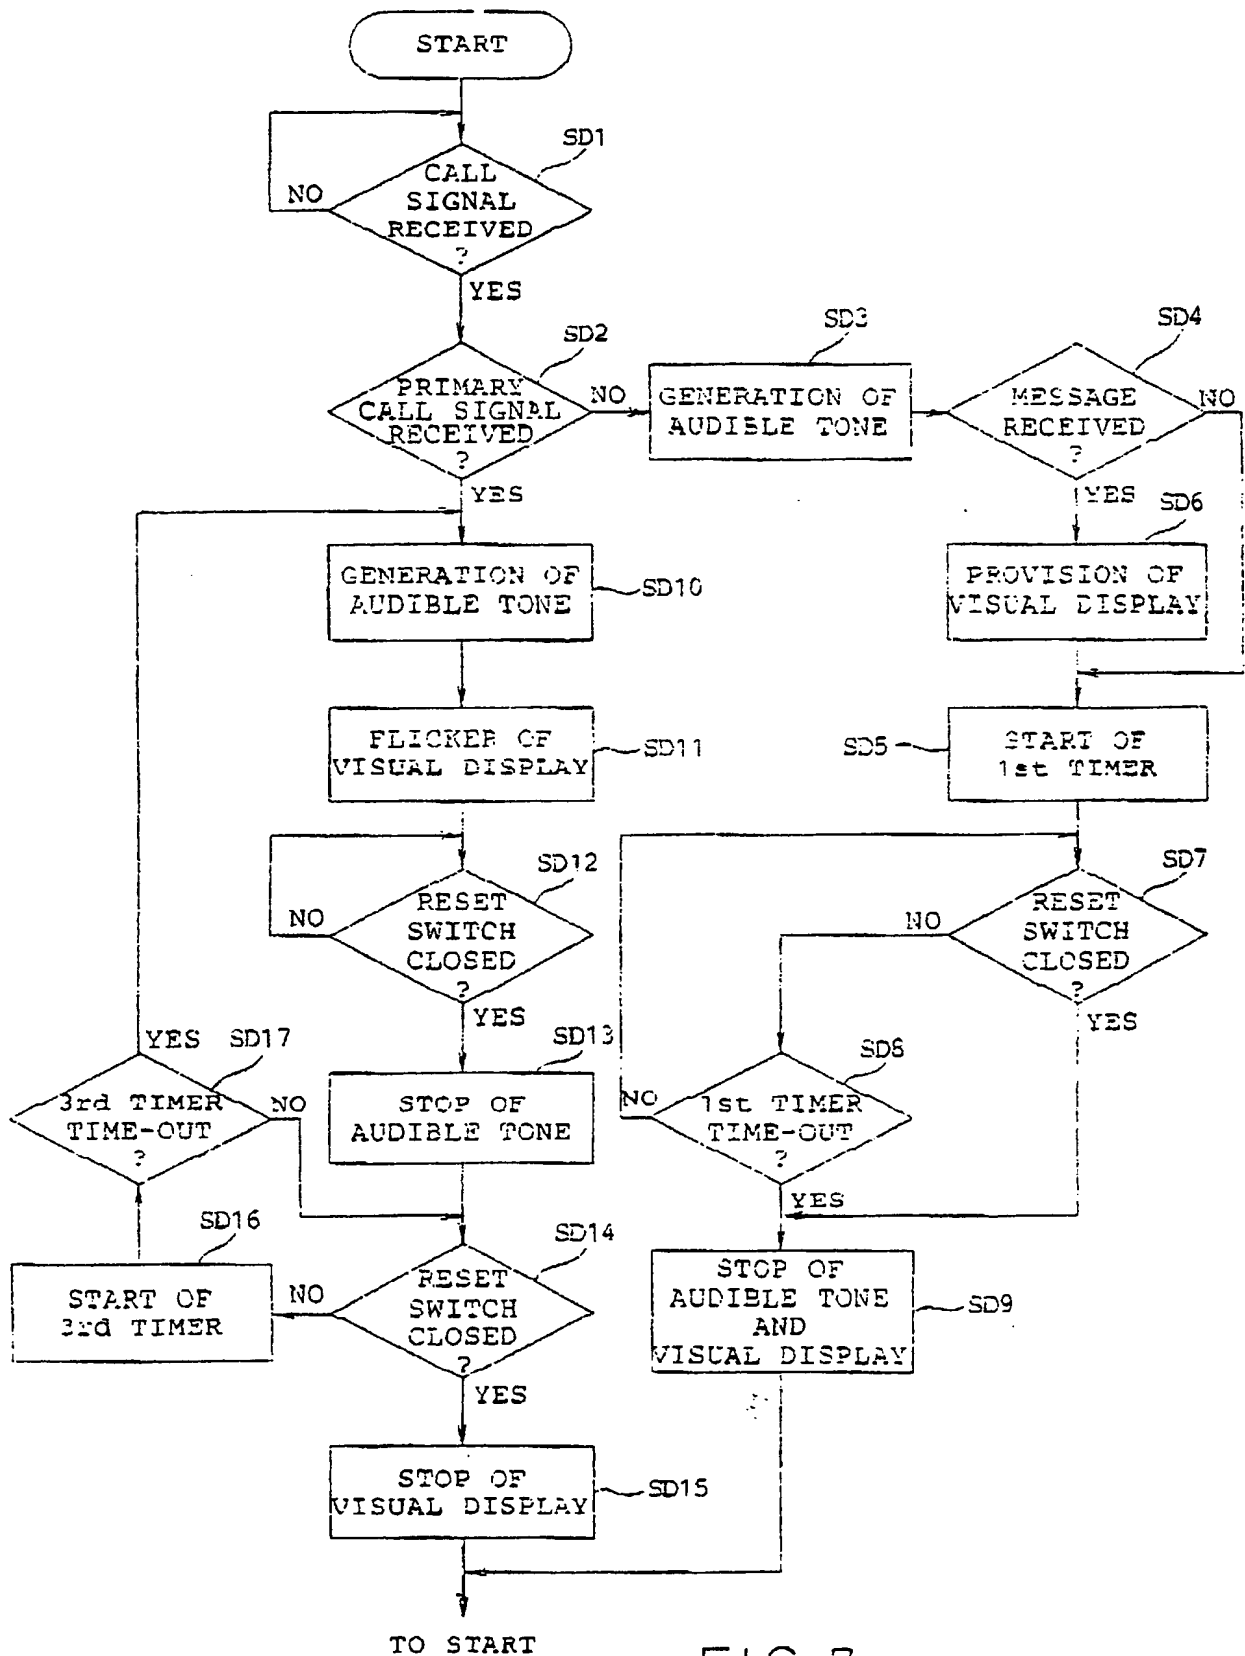 START
SD1
CALL
SIGNAL
RECEIVED
?
NO
YES
SD2
PRIMARY
CALL SIGNAL
RECEIVED
?
NO
YES
SD3
GENERATION OF
AUDIBLE TONE
SD4
MESSAGE
RECEIVED
?
NO
YES
SD6
PROVISION OF
VISUAL DISPLAY
GENERATION OF
AUDIBLE TONE
SD10
FLICKER OF
VISUAL DISPLAY
SD11
SD5
START OF
1st TIMER
SD12
RESET
SWITCH
CLOSED
?
NO
YES
SD7
RESET
SWITCH
CLOSED
?
NO
YES
SD13
STOP OF
AUDIBLE TONE
SD8
1st TIMER
TIME-OUT
?
NO
YES
SD17
3rd TIMER
TIME-OUT
?
YES
NO
SD16
START OF
3rd TIMER
SD14
RESET
SWITCH
CLOSED
?
NO
YES
STOP OF
AUDIBLE TONE
AND
VISUAL DISPLAY
SD9
STOP OF
VISUAL DISPLAY
SD15
TO START
FIG.